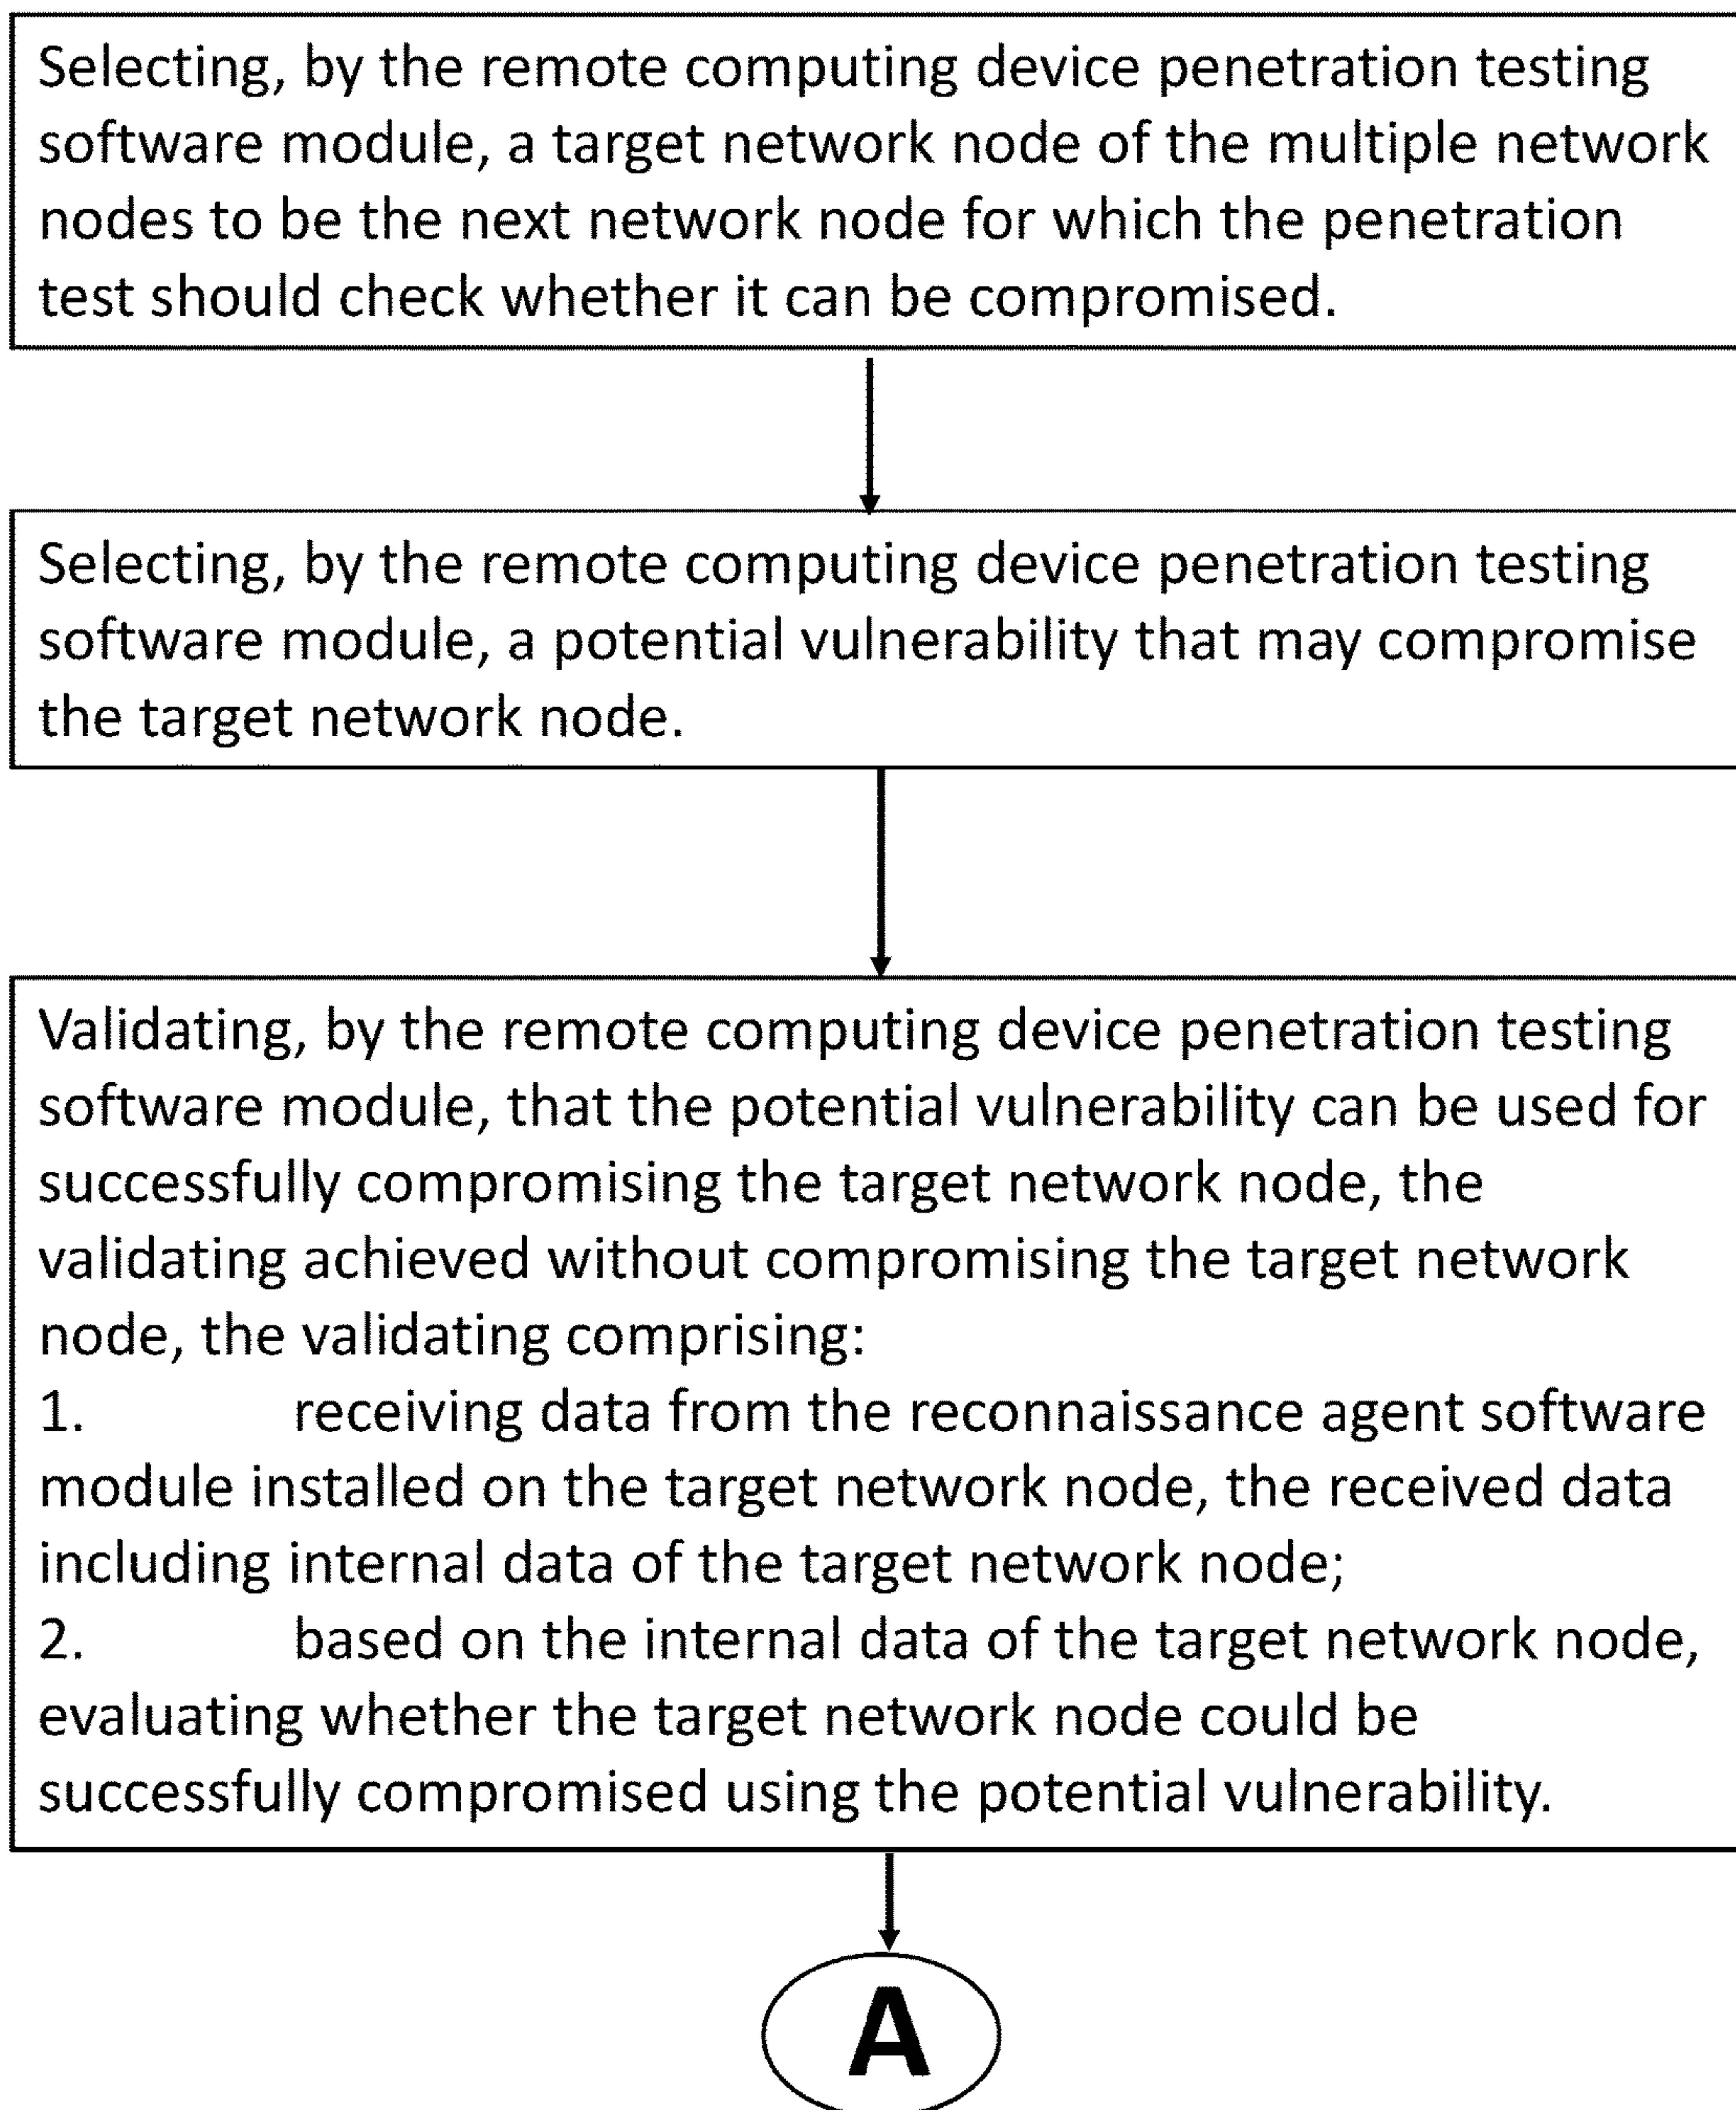 Selecting, by the remote computing device penetration testing
software module, a target network node of the multiple network
nodes to be the next network node for which the penetration
test should check whether it can be compromised.
Selecting, by the remote computing device penetration testing
software module, a potential vulnerability that may compromise
the target network node.
Validating, by the remote computing device penetration testing
software module, that the potential vulnerability can be used for
successfully compromising the target network node, the
validating achieved without compromising the target network
node, the validating comprising:
1. receiving data from the reconnaissance agent software
module installed on the target network node, the received data
including internal data of the target network node;
2. based on the internal data of the target network node,
evaluating whether the target network node could be
successfully compromised using the potential vulnerability.
A